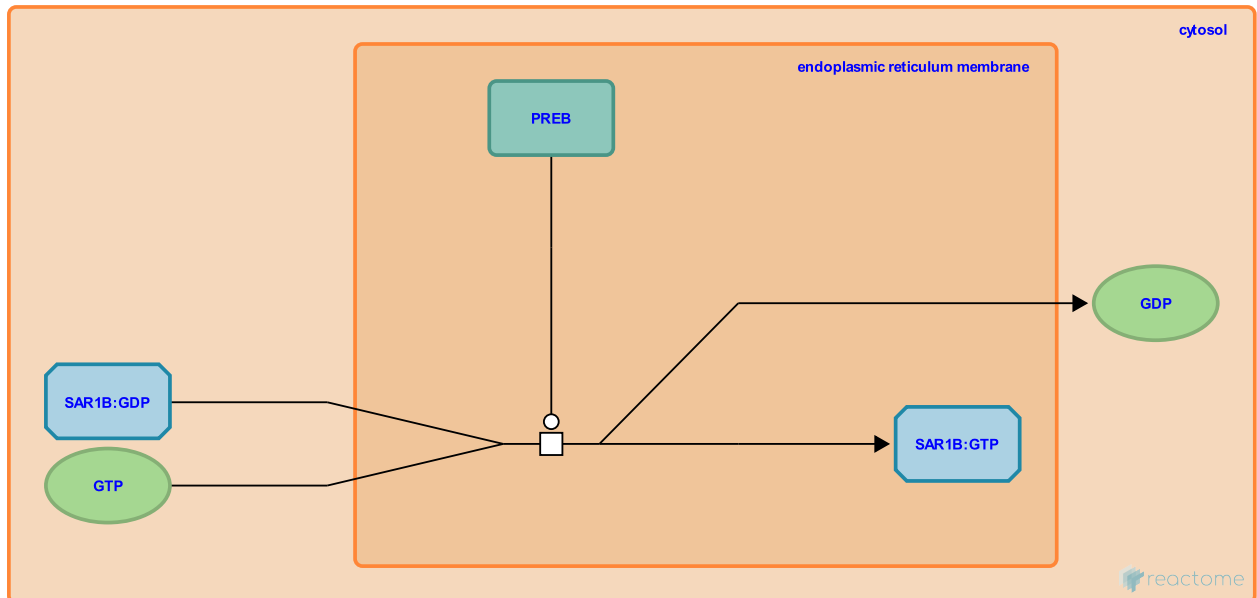 cytosol
endoplasmic reticulum membrane
PREB
GDP
SAR1B:GDP
SAR1B:GTP
GTP
reactome